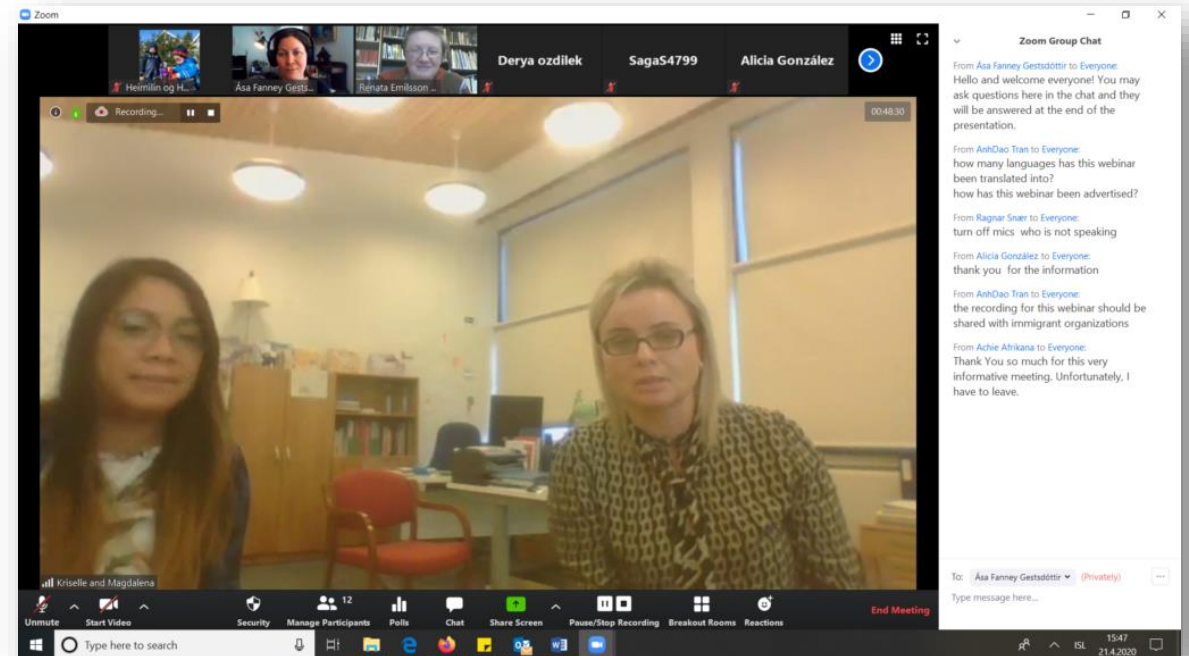 Zoom
Zoom Group Chat
Heimilin og H...
Ása Fanney Gests...
Renata Emilsson ...
Derya ozdilek
SagaS4799
Alicia González
Recording...
00:48:30
Kriselle and Magdalena
From Ása Fanney Gestsdóttir to Everyone:
Hello and welcome everyone! You may
ask questions here in the chat and they
will be answered at the end of the
presentation.
From AnhDao Tran to Everyone:
how many languages has this webinar
been translated into?
how has this webinar been advertised?
From Ragnar Snær to Everyone:
turn off mics who is not speaking
From Alicia González to Everyone:
thank you for the information
From AnhDao Tran to Everyone:
the recording for this webinar should be
shared with immigrant organizations
From Achie Afrikana to Everyone:
Thank You so much for this very
informative meeting. Unfortunately, I
have to leave.
To: Ása Fanney Gestsdóttir (Privately)
Type message here...
12
Unmute
Start Video
Security
Manage Participants
Polls
Chat
Share Screen
Pause/Stop Recording
Breakout Rooms
Reactions
End Meeting
Type here to search
ISL
15:47
21.4.2020